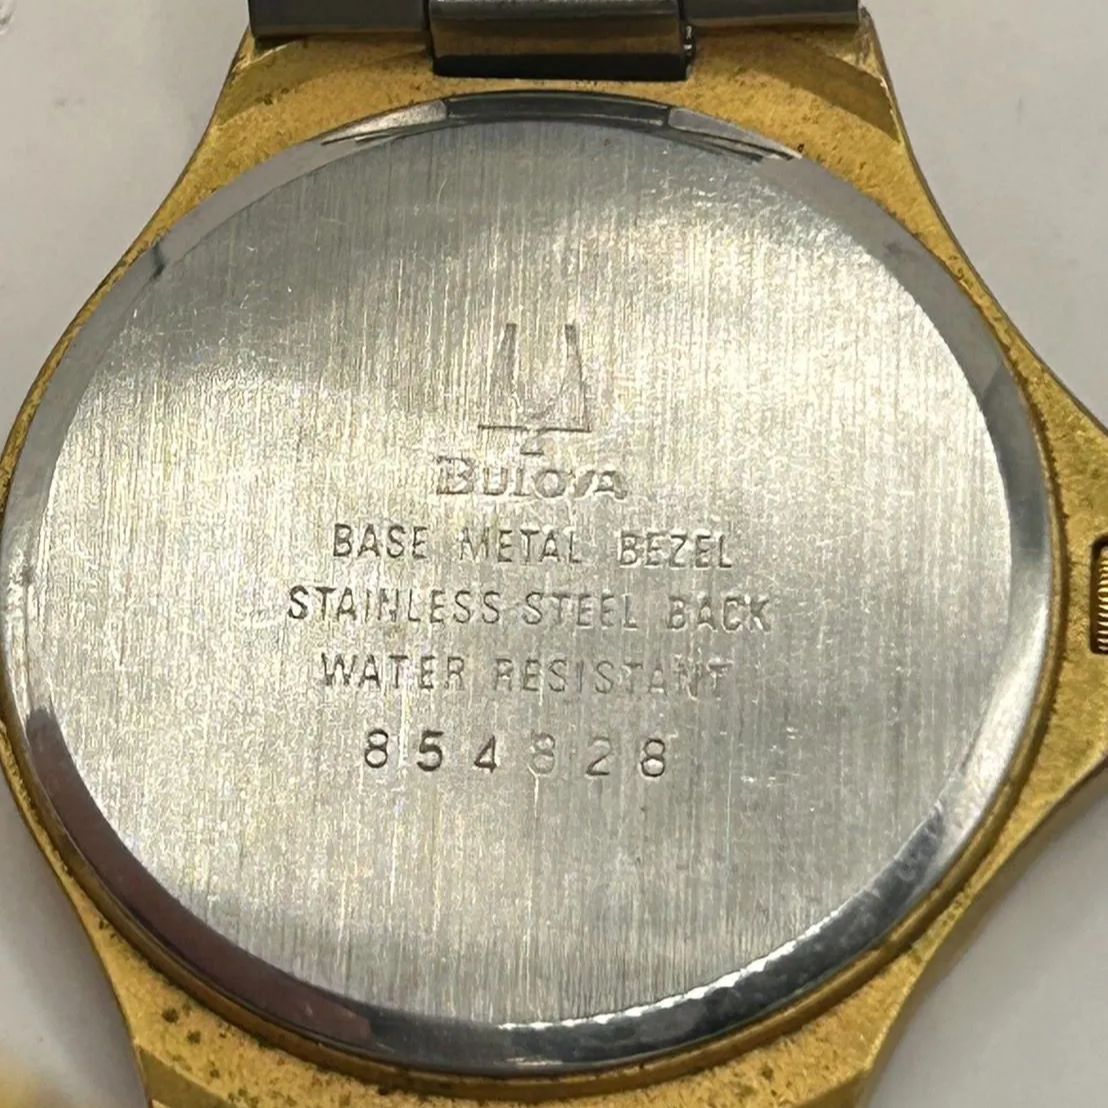 BULOVA
BASE METAL BEZEL
STAINLESS STEEL BACK
WATER RESISTANT
854828